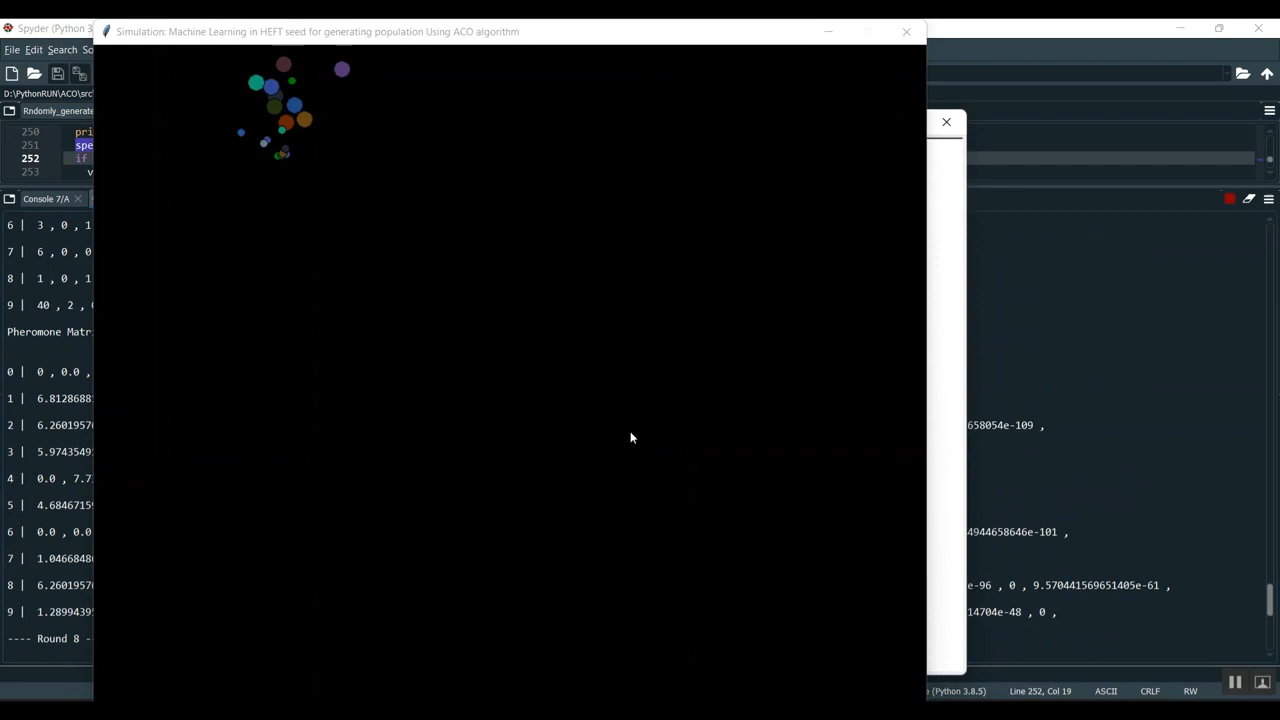 Spyder (Python 3
Simulation: Machine Learning in HEFT seed for generating population Using ACO algorithm
File Edit Search So
D:\PythonRUN\ACO\src
Rndomly_generate
250 pri
251 spe
252 if
253 v
Console 7/A
6 | 3 , 0 , 1
7 | 6 , 0 , 0
8 | 1 , 0 , 1
9 | 40 , 2 , 
Pheromone Matr
0 | 0 , 0.0 ,
1 | 6.8128688
2 | 6.2601957 658054e-109 ,
3 | 5.9743549
4 | 0.0 , 7.7
5 | 4.6846715
6 | 0.0 , 0.0 4944658646e-101 ,
7 | 1.0466848
8 | 6.2601957 e-96 , 0 , 9.570441569651405e-61 ,
9 | 1.2899439 14704e-48 , 0 ,
---- Round 8 --
e (Python 3.8.5) Line 252, Col 19 ASCII CRLF RW